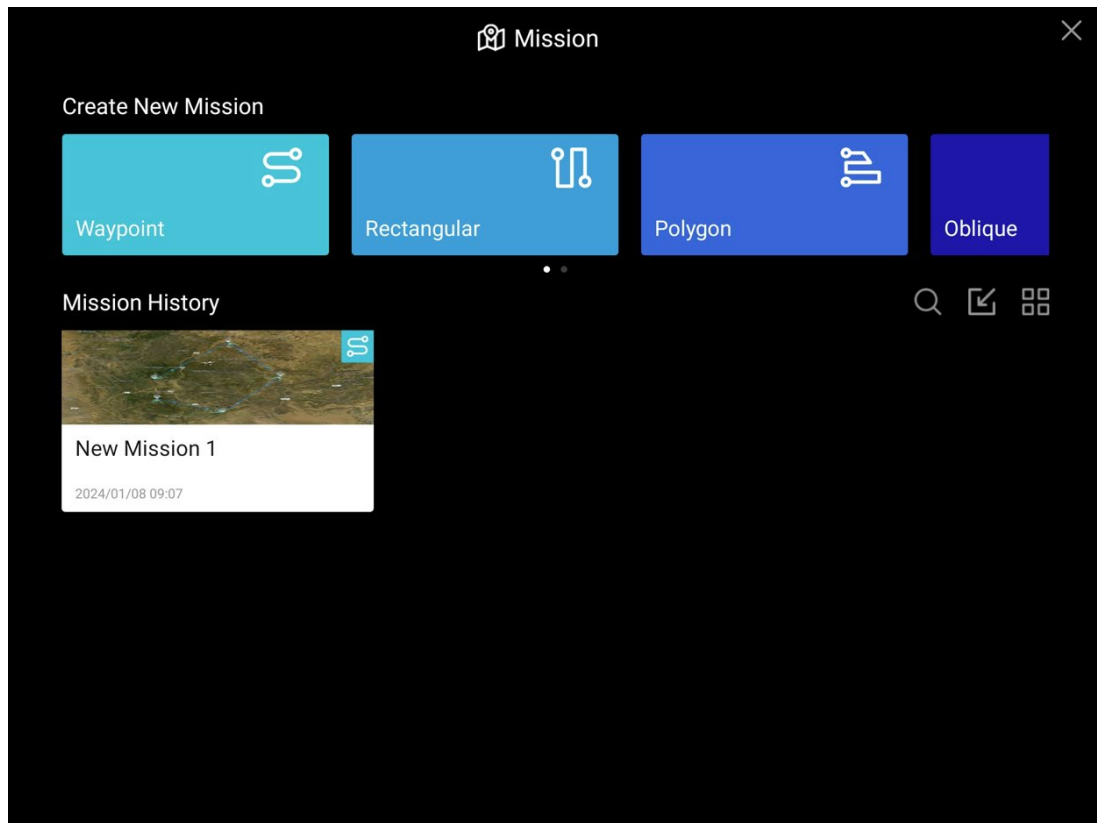 Mission
Create New Mission
Waypoint
Rectangular
Polygon
Oblique
Mission History
New Mission 1
2024/01/08 09:07